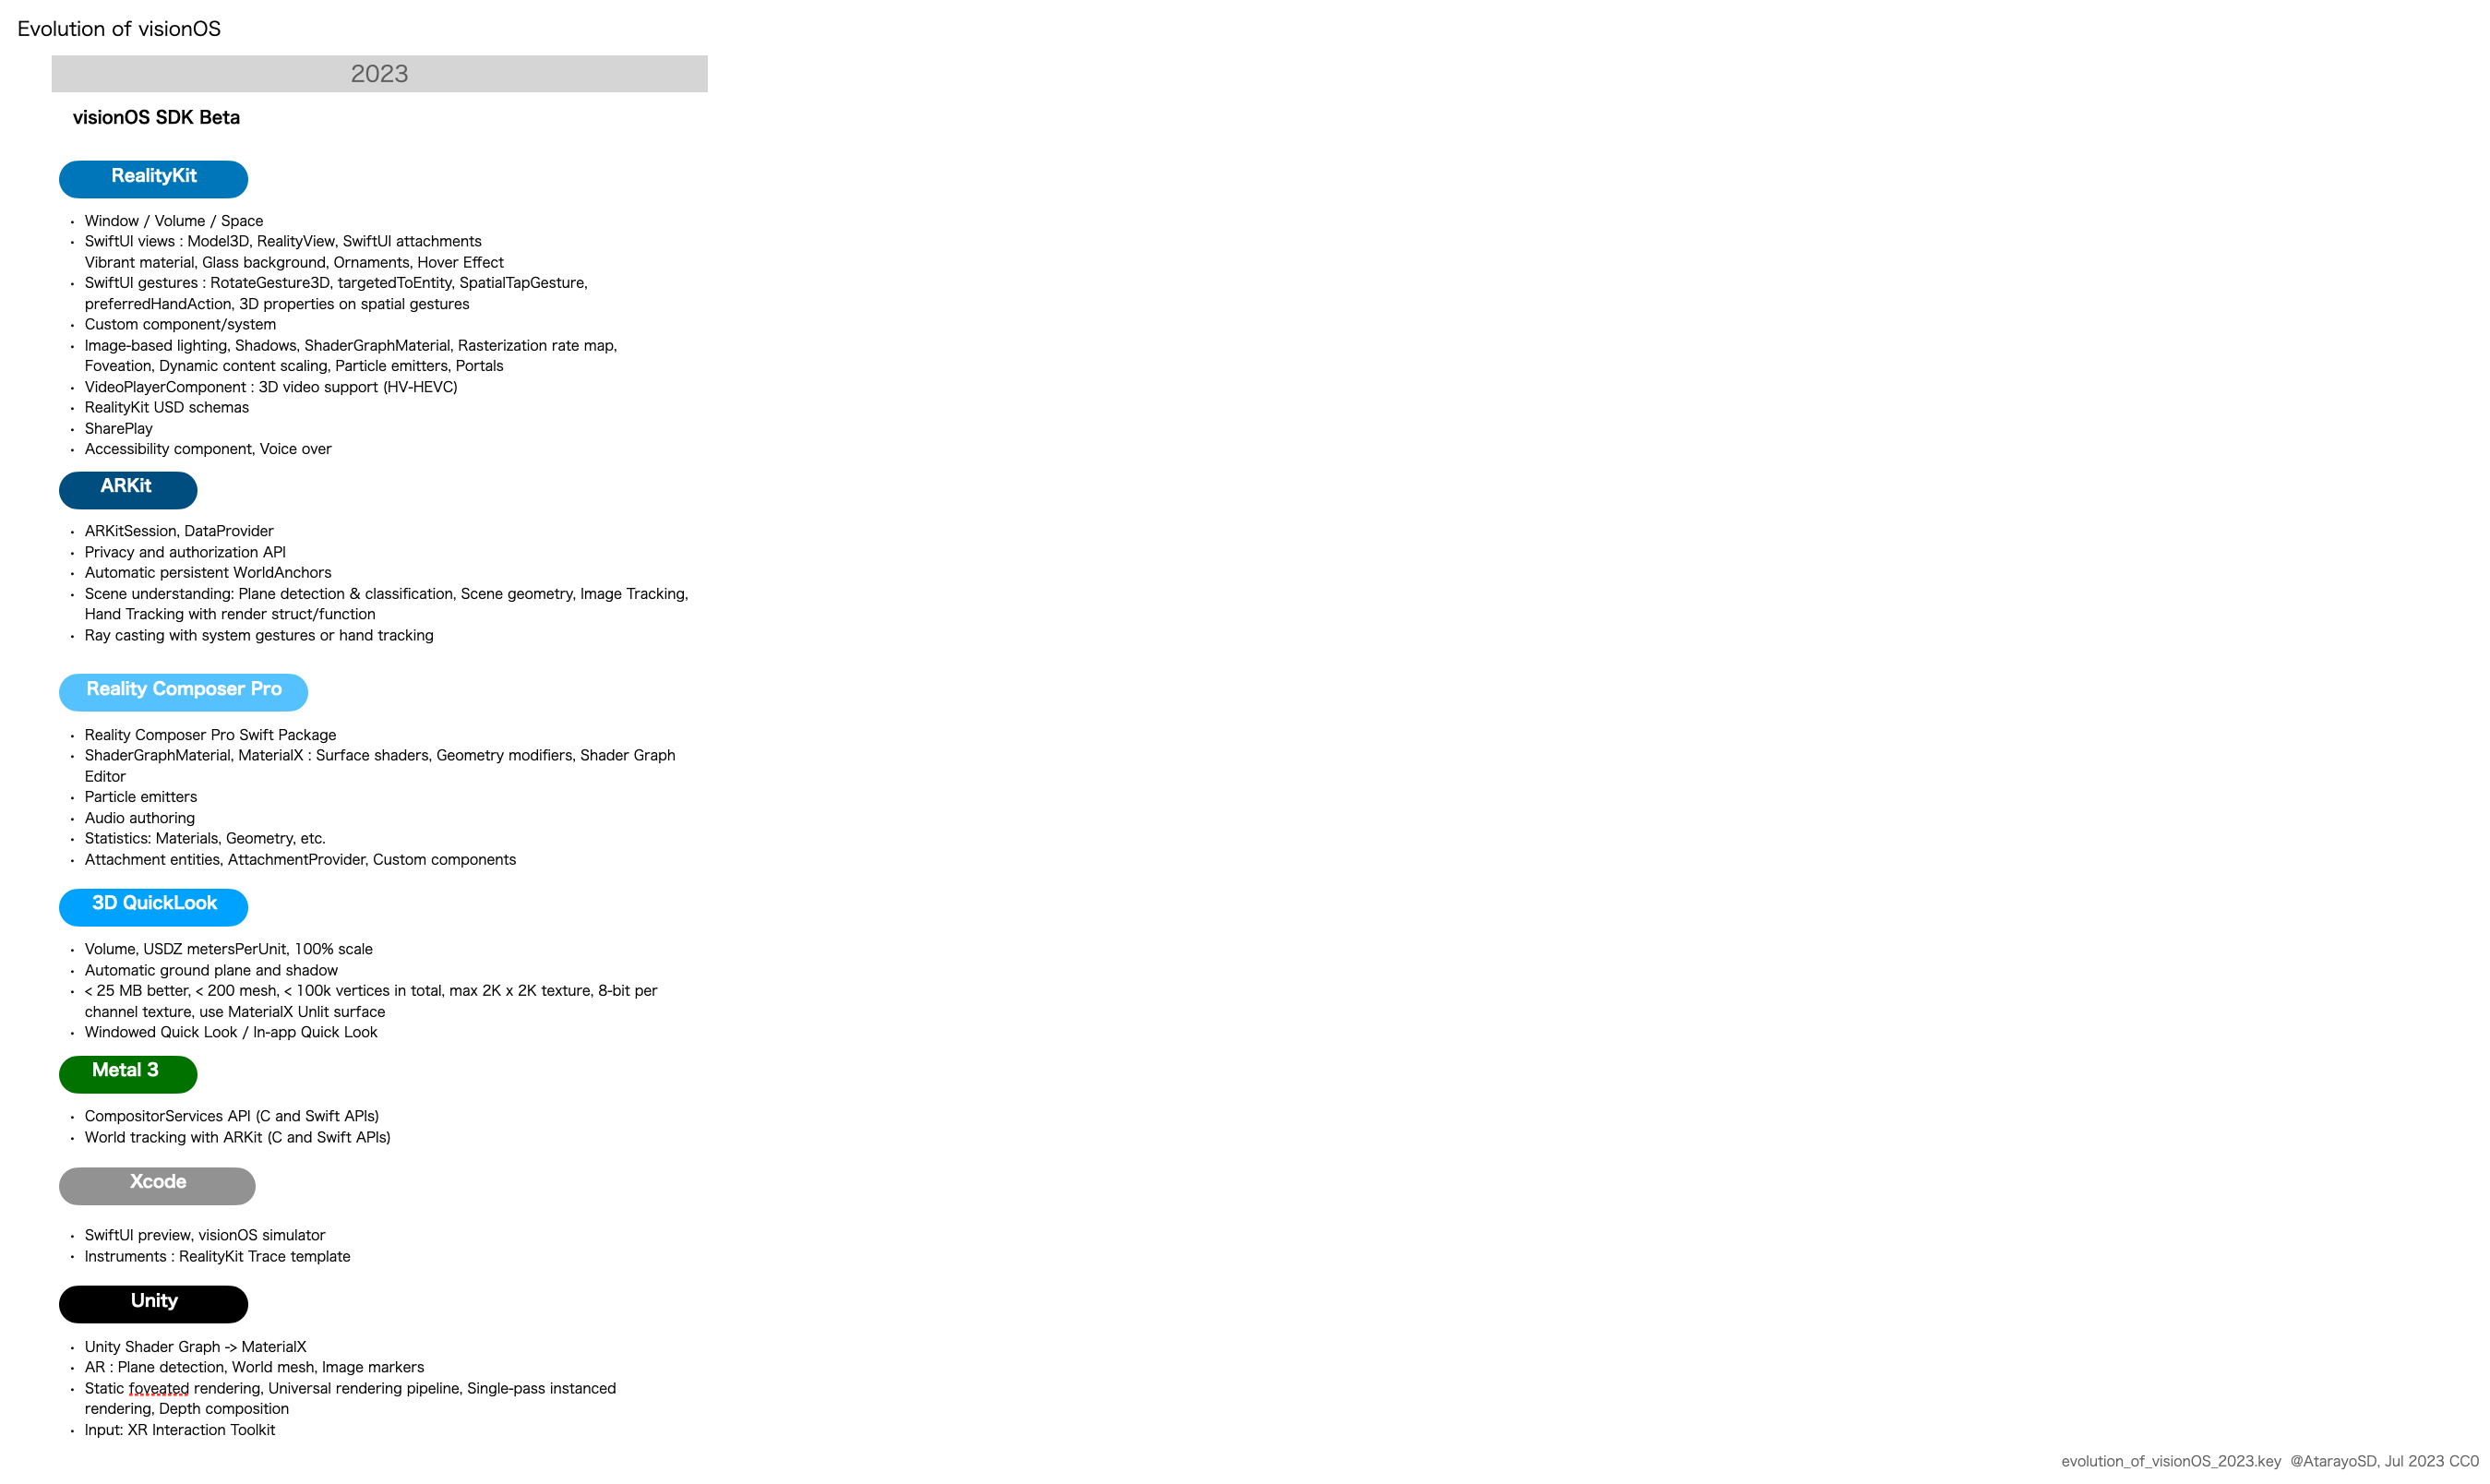 Evolution of visionOS
2023
visionOS SDK Beta
RealityKit
• Window / Volume / Space
• SwiftUI views : Model3D, RealityView, SwiftUI attachments
Vibrant material, Glass background, Ornaments, Hover Effect
• SwiftUI gestures : RotateGesture3D, targetedToEntity, SpatialTapGesture,
preferredHandAction, 3D properties on spatial gestures
• Custom component/system
• Image-based lighting, Shadows, ShaderGraphMaterial, Rasterization rate map,
Foveation, Dynamic content scaling, Particle emitters, Portals
• VideoPlayerComponent : 3D video support (HV-HEVC)
• RealityKit USD schemas
• SharePlay
• Accessibility component, Voice over
ARKit
• ARKitSession, DataProvider
• Privacy and authorization API
• Automatic persistent WorldAnchors
• Scene understanding: Plane detection & classification, Scene geometry, Image Tracking,
Hand Tracking with render struct/function
• Ray casting with system gestures or hand tracking
Reality Composer Pro
• Reality Composer Pro Swift Package
• ShaderGraphMaterial, MaterialX : Surface shaders, Geometry modifiers, Shader Graph
Editor
• Particle emitters
• Audio authoring
• Statistics: Materials, Geometry, etc.
• Attachment entities, AttachmentProvider, Custom components
3D QuickLook
• Volume, USDZ metersPerUnit, 100% scale
• Automatic ground plane and shadow
• < 25 MB better, < 200 mesh, < 100k vertices in total, max 2K x 2K texture, 8-bit per
channel texture, use MaterialX Unlit surface
• Windowed Quick Look / In-app Quick Look
Metal 3
• CompositorServices API (C and Swift APIs)
• World tracking with ARKit (C and Swift APIs)
Xcode
• SwiftUI preview, visionOS simulator
• Instruments : RealityKit Trace template
Unity
• Unity Shader Graph -> MaterialX
• AR : Plane detection, World mesh, Image markers
• Static foveated rendering, Universal rendering pipeline, Single-pass instanced
rendering, Depth composition
• Input: XR Interaction Toolkit
evolution_of_visionOS_2023.key @AtarayoSD, Jul 2023 CC0